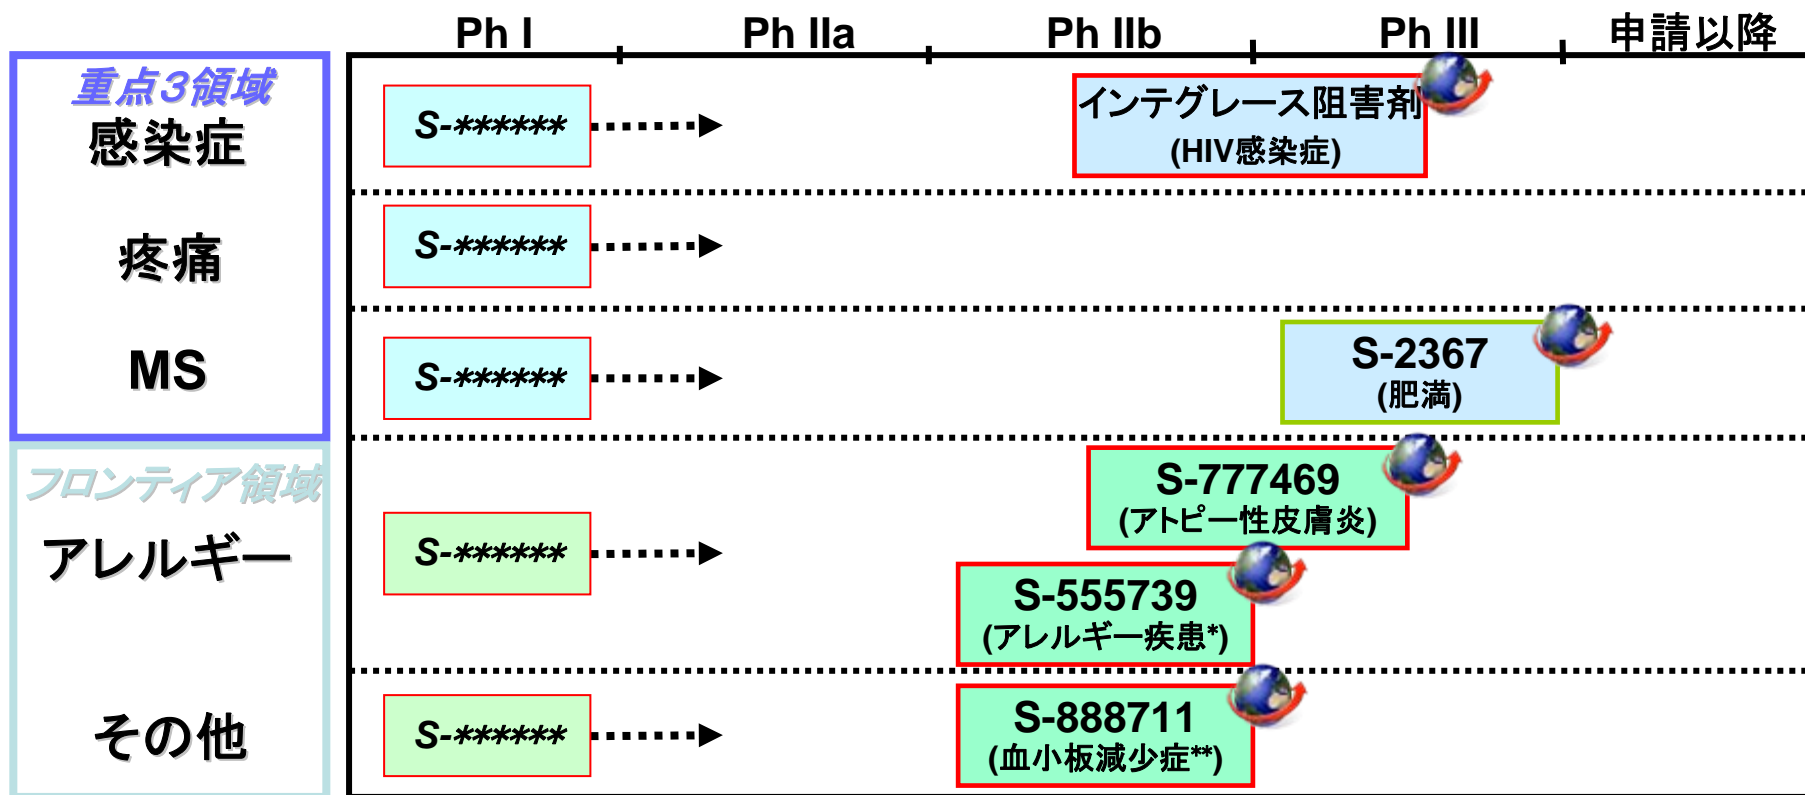 Ph I Ph IIa Ph IIb Ph III 申請以降
重点３領域
感染症
S-******
インテグレース阻害剤
(HIV感染症)
疼痛
S-******
MS
S-******
S-2367
(肥満)
フロンティア領域
アレルギー
S-******
S-777469
(アトピー性皮膚炎)
S-555739
(アレルギー疾患*)
その他
S-******
S-888711
(血小板減少症**)